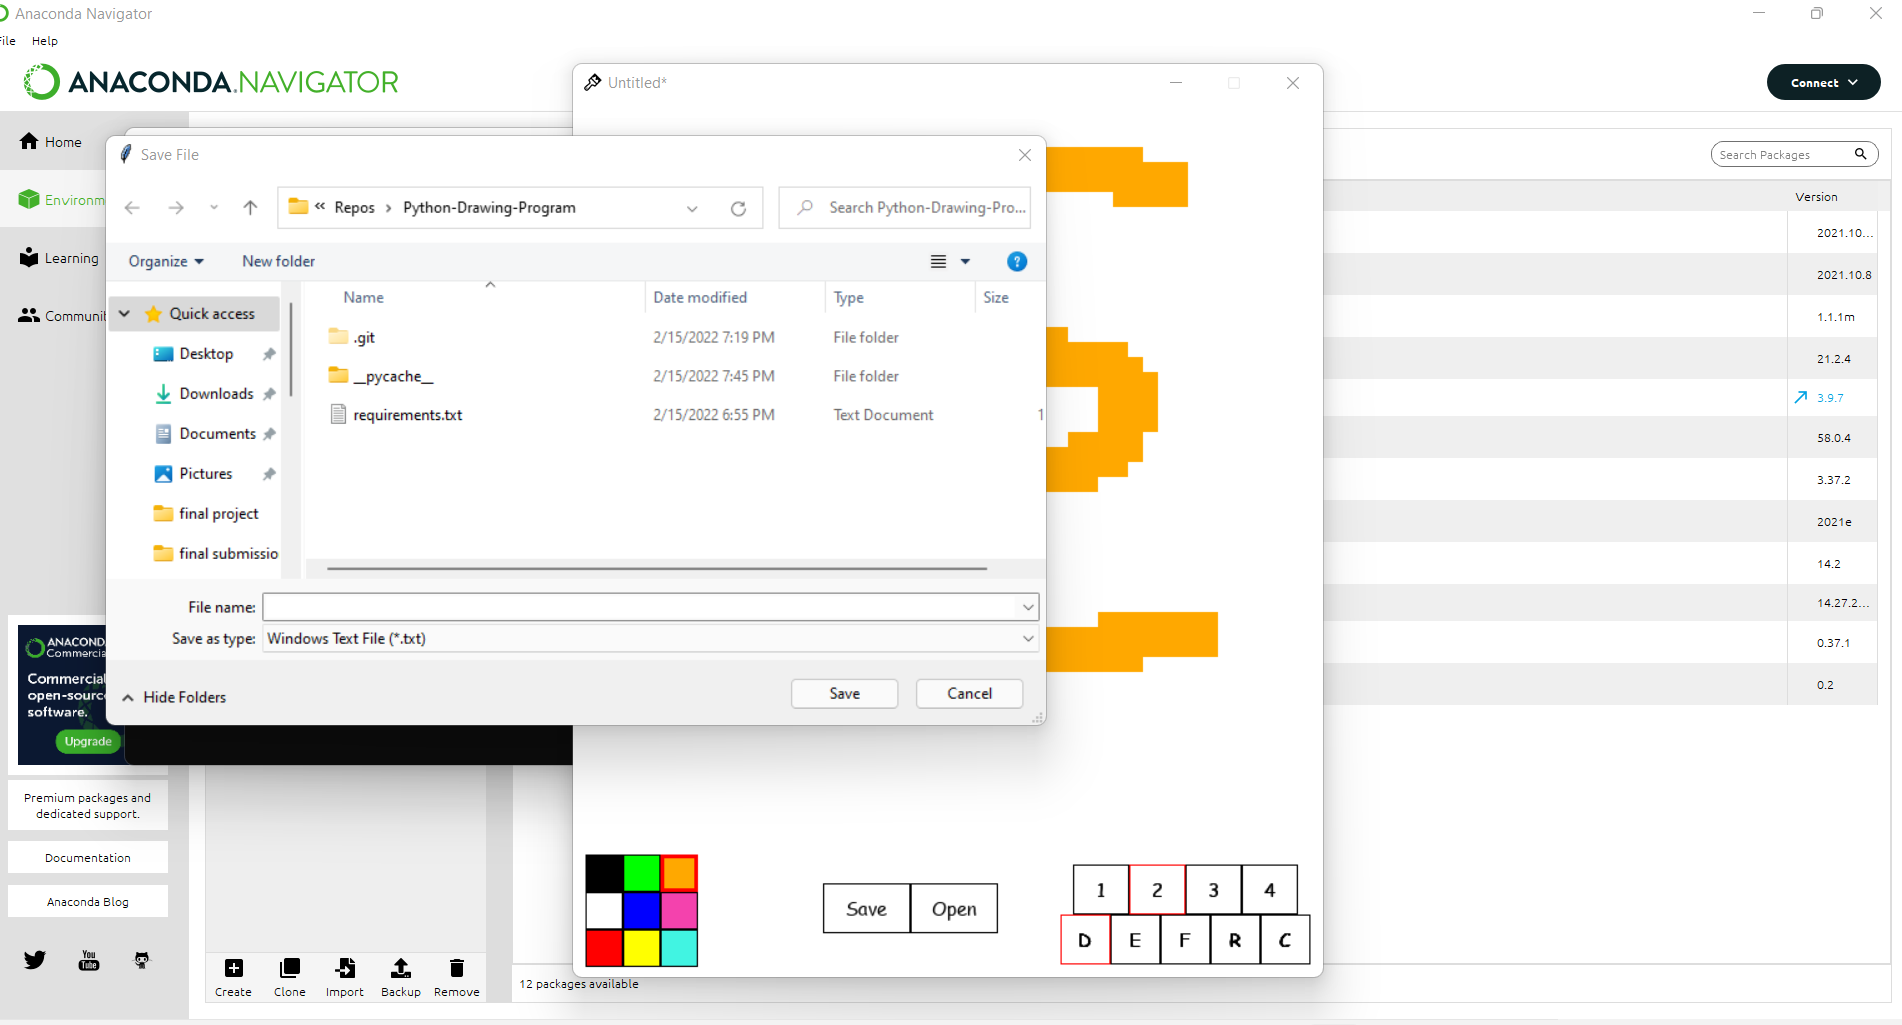 Anaconda Navigator
File Help
ANACONDA.NAVIGATOR
Connect
Untitled*
Home
Environm
Learning
Communit
Save File
Repos
Python-Drawing-Program
Search Python-Drawing-Pro...
Organize
New folder
Name
Date modified
Type
Size
Quick access
Desktop
Downloads
Documents
Pictures
final project
final submissio
.git 2/15/2022 7:19 PM File folder
__pycache__ 2/15/2022 7:45 PM File folder
requirements.txt 2/15/2022 6:55 PM Text Document 1
File name:
Save as type: Windows Text File (*.txt)
Hide Folders
Save
Cancel
Search Packages
Version
2021.10...
2021.10.8
1.1.1m
21.2.4
3.9.7
58.0.4
3.37.2
2021e
14.2
14.27.2...
0.37.1
0.2
ANACOND
Commercia
Commercial
open-sourc
software.
Upgrade
Premium packages and
dedicated support.
Documentation
Anaconda Blog
You
Tube
Create
Clone
Import
Backup
Remove
12 packages available
Save
Open
1 2 3 4
D E F R C